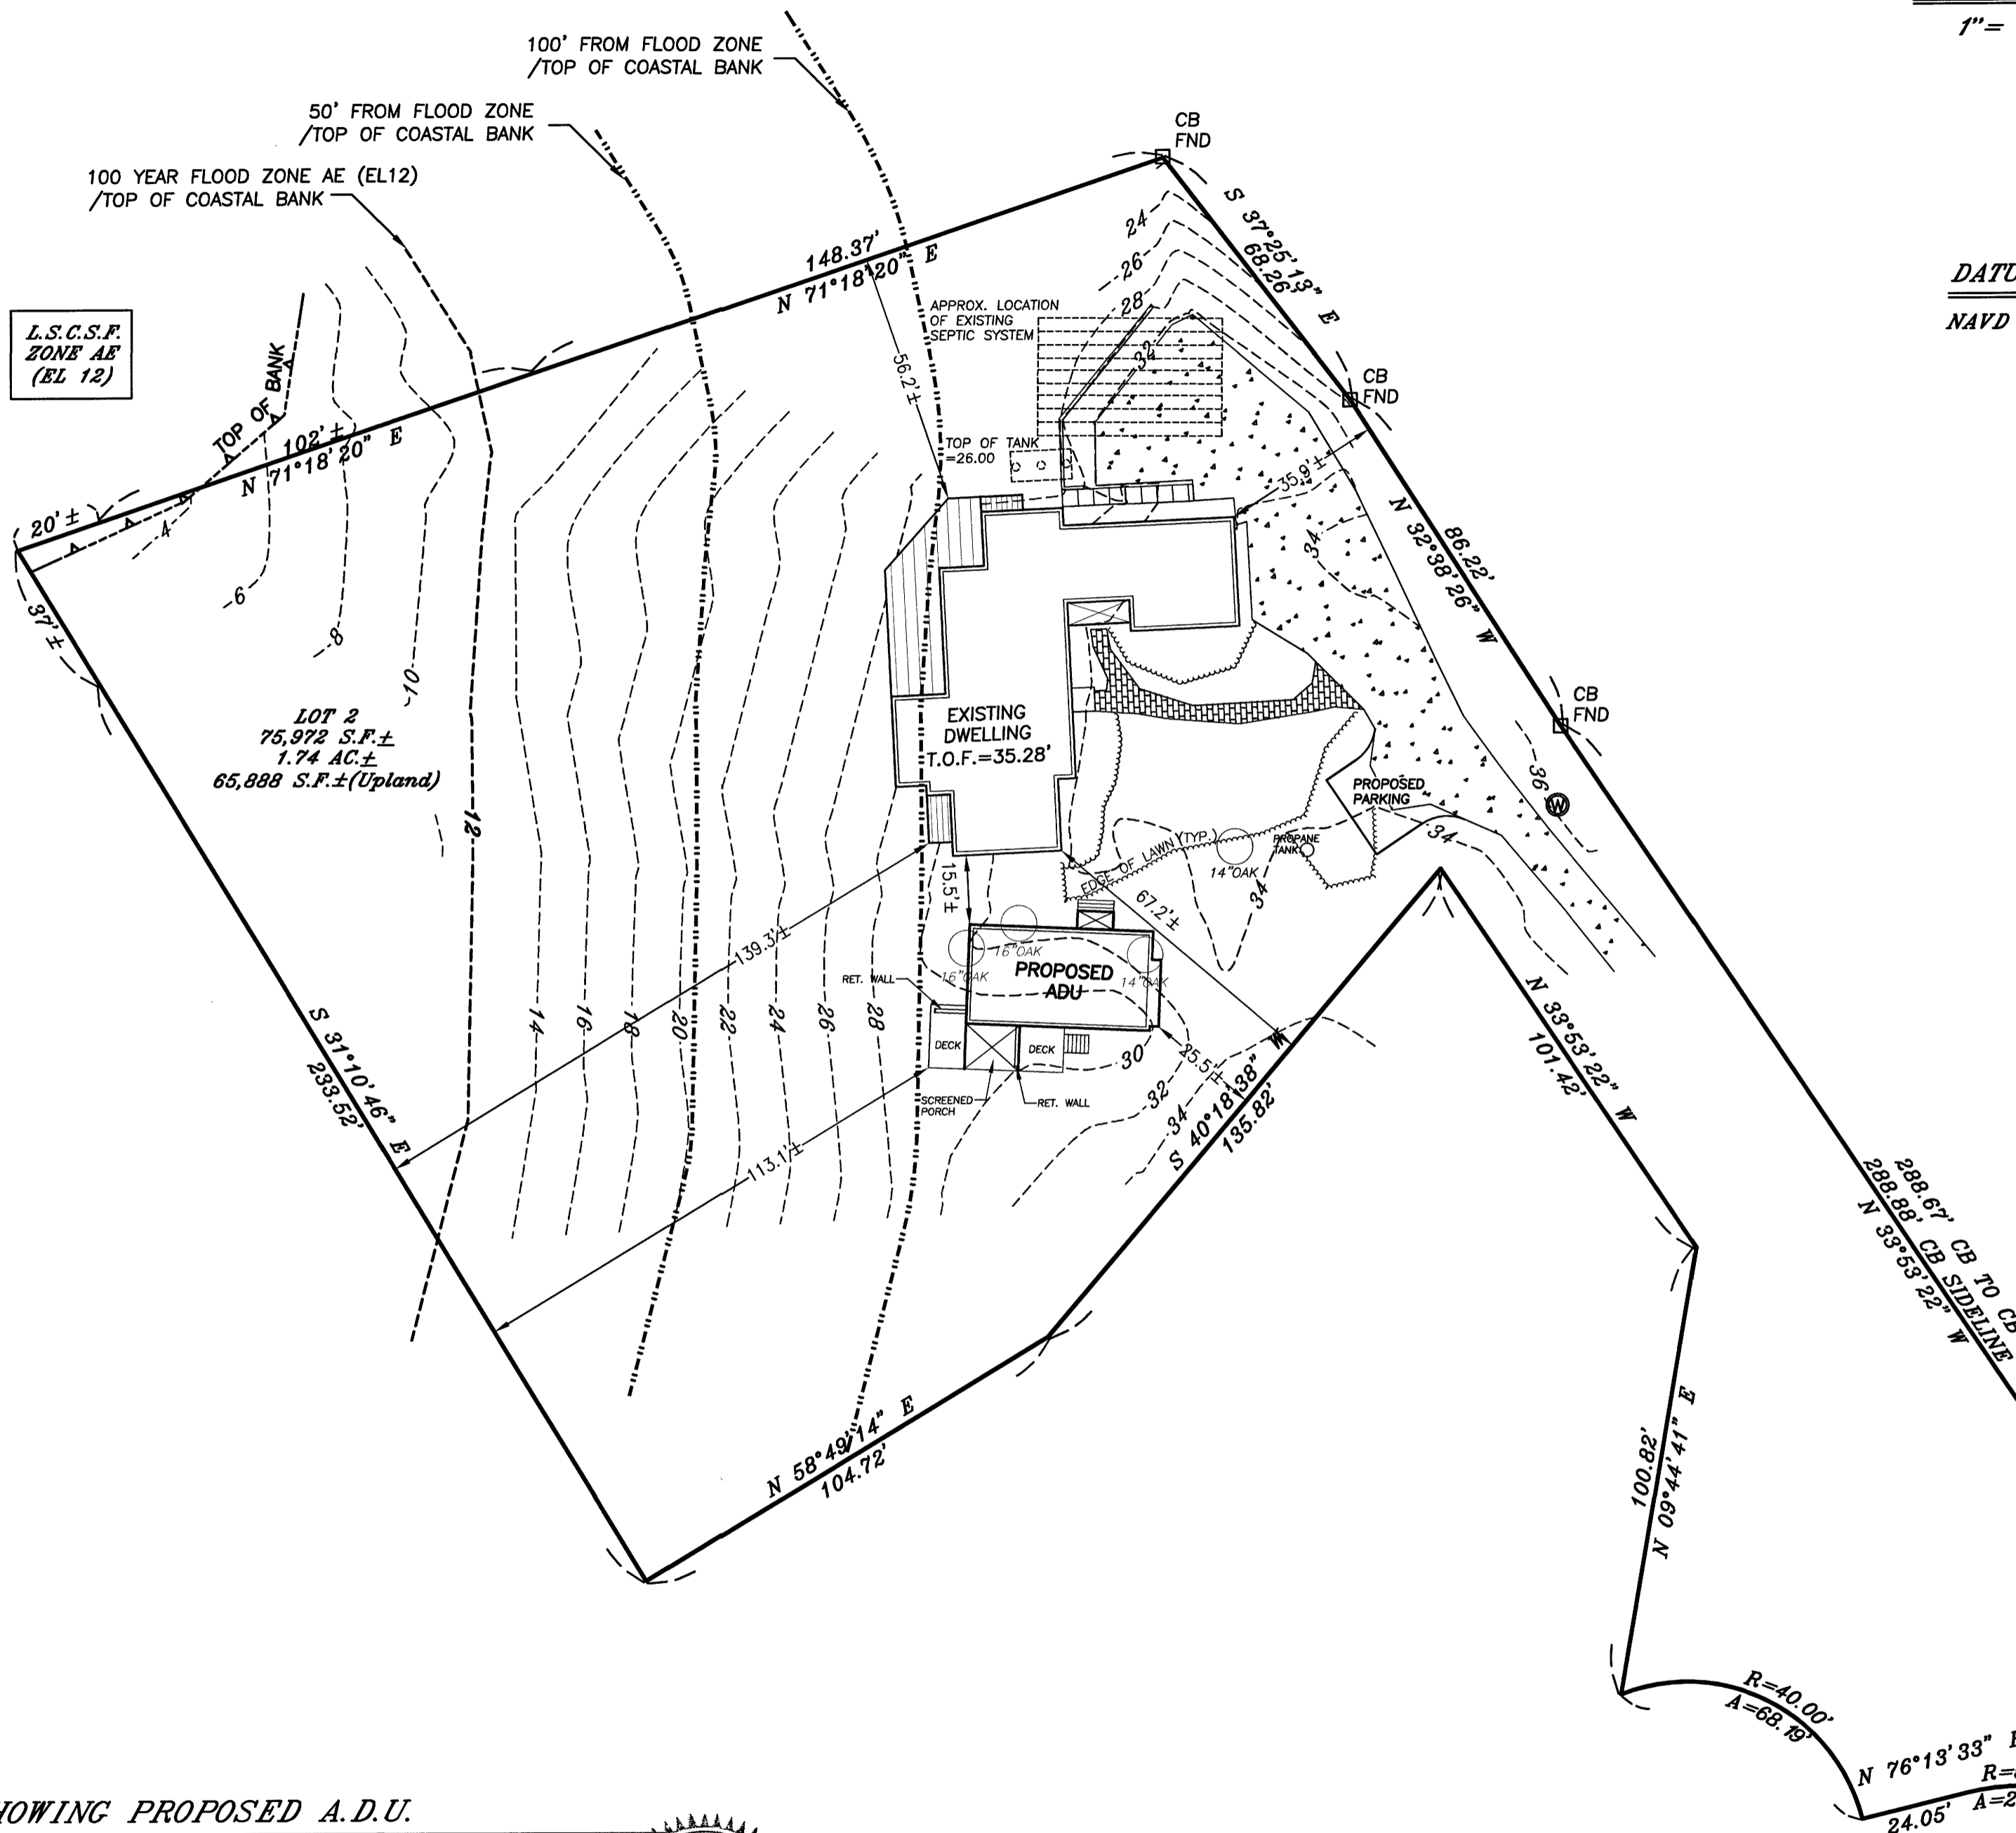 1"=
100' FROM FLOOD ZONE
/TOP OF COASTAL BANK
50' FROM FLOOD ZONE
/TOP OF COASTAL BANK
100 YEAR FLOOD ZONE AE (EL12)
/TOP OF COASTAL BANK
CB
FND
S 37°25'13" E
68.26'
148.37'
N 71°18'20" E
DATU
NAVD
L.S.C.S.F.
ZONE AE
(EL 12)
TOP OF BANK
102'±
N 71°18'20" E
20'±
37'±
APPROX. LOCATION
OF EXISTING
SEPTIC SYSTEM
56.2'±
TOP OF TANK
=26.00
24
26
28
32
CB
FND
35.9'±
34
N 32°38'26" W
86.22'
4
6
8
10
12
LOT 2
75,972 S.F.±
1.74 AC.±
65,888 S.F.±(Upland)
EXISTING
DWELLING
T.O.F.=35.28'
CB
FND
36
W
PROPOSED
PARKING
34
PROPANE
TANK
EDGE OF LAWN (TYP.)
14"OAK
34
15.5'±
67.2'±
139.3'±
16"OAK
16"OAK
14"OAK
PROPOSED
ADU
RET. WALL
DECK
DECK
SCREENED
PORCH
RET. WALL
14
16
18
20
22
24
26
28
30
32
34
25.5'±
113.1'±
S 31°10'46" E
233.52'
S 40°18'38" W
135.82'
N 33°53'22" W
101.42'
288.67' CB TO CB
288.88' CB SIDELINE
N 33°53'22" W
N 58°49'14" E
104.72'
100.82'
N 09°44'41" E
R=40.00'
A=68.19'
N 76°13'33"
24.05'
R=
A=2
HOWING PROPOSED A.D.U.